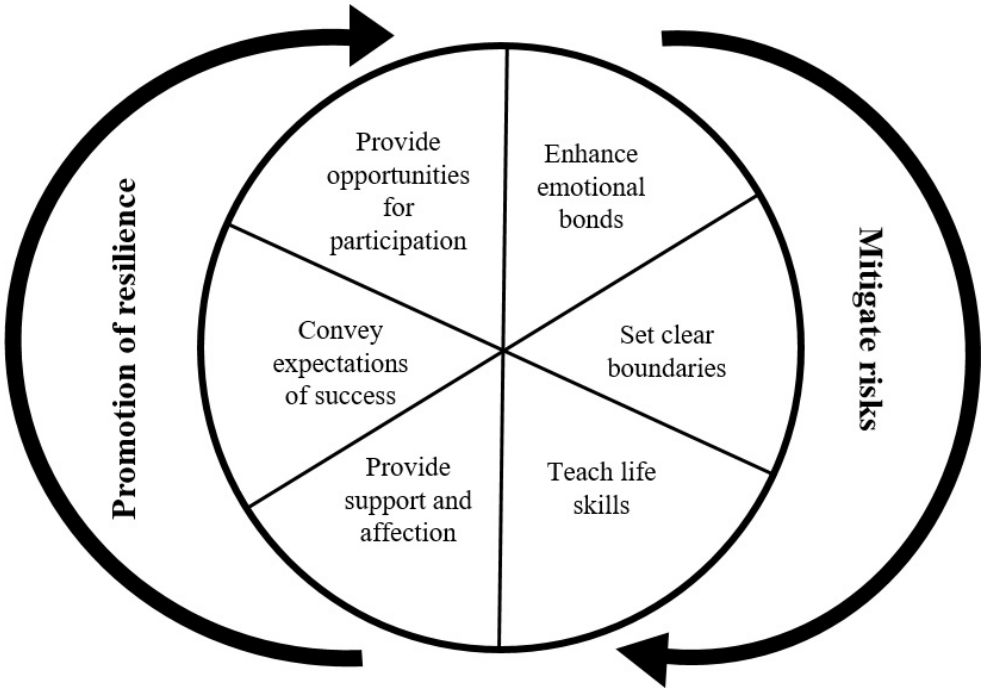 Promotion of resilience
Provide
opportunities
for
participation
Enhance
emotional
bonds
Convey
expectations
of success
Set clear
boundaries
Provide
support and
affection
Teach life
skills
Mitigate risks